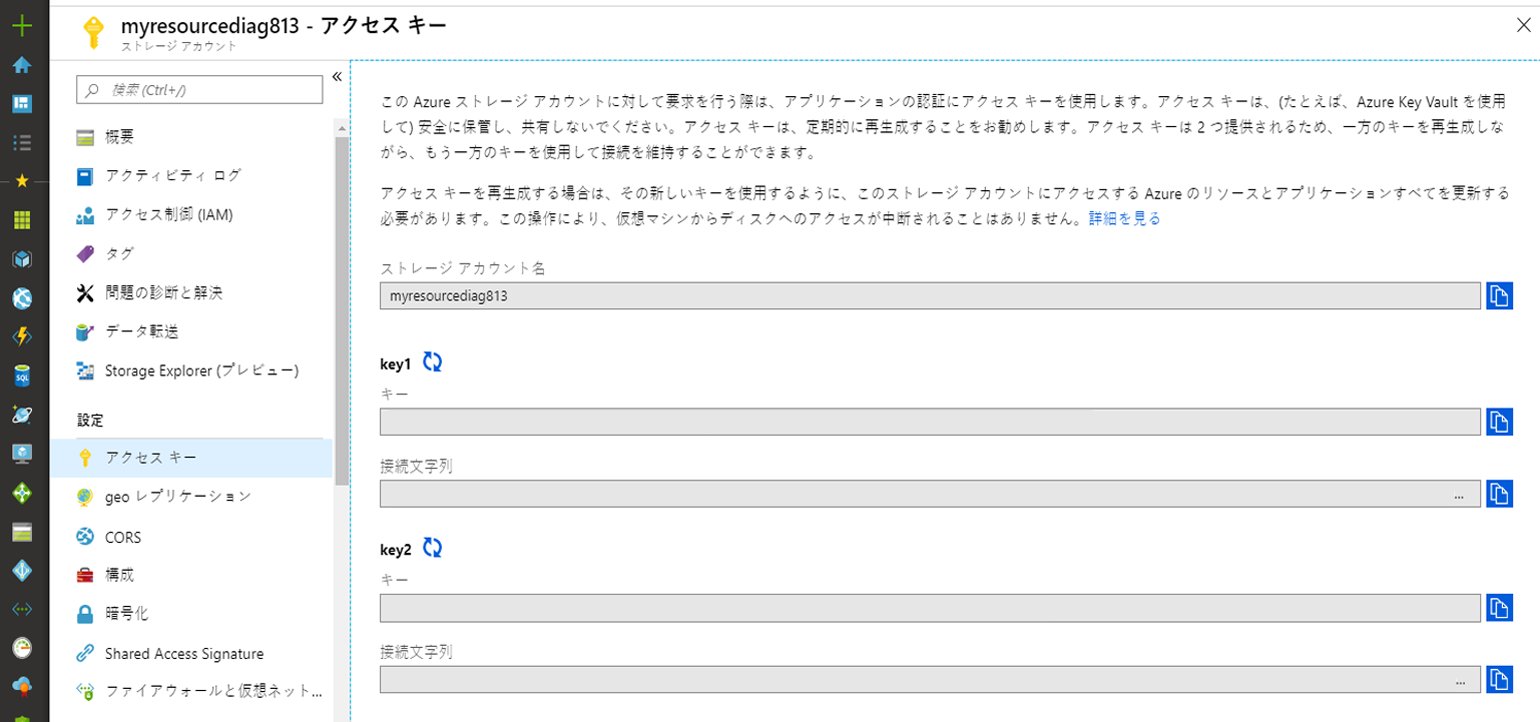 myresourcediag813 - アクセス キー
ストレージ アカウント
検索 (Ctrl+/)
概要
アクティビティ ログ
アクセス制御 (IAM)
タグ
問題の診断と解決
データ転送
Storage Explorer (プレビュー)
設定
アクセス キー
geo レプリケーション
CORS
構成
暗号化
Shared Access Signature
ファイアウォールと仮想ネット...
この Azure ストレージ アカウントに対して要求を行う際は、アプリケーションの認証にアクセス キーを使用します。アクセス キーは、(たとえば、Azure Key Vault を使用
して) 安全に保管し、共有しないでください。アクセス キーは、定期的に再生成することをお勧めします。アクセス キーは 2 つ提供されるため、一方のキーを再生成しな
がら、もう一方のキーを使用して接続を維持することができます。
アクセス キーを再生成する場合は、その新しいキーを使用するように、このストレージ アカウントにアクセスする Azure のリソースとアプリケーションすべてを更新する
必要があります。この操作により、仮想マシンからディスクへのアクセスが中断されることはありません。詳細を見る
ストレージ アカウント名
myresourcediag813
key1
キー
接続文字列
...
key2
キー
接続文字列
...
SQL